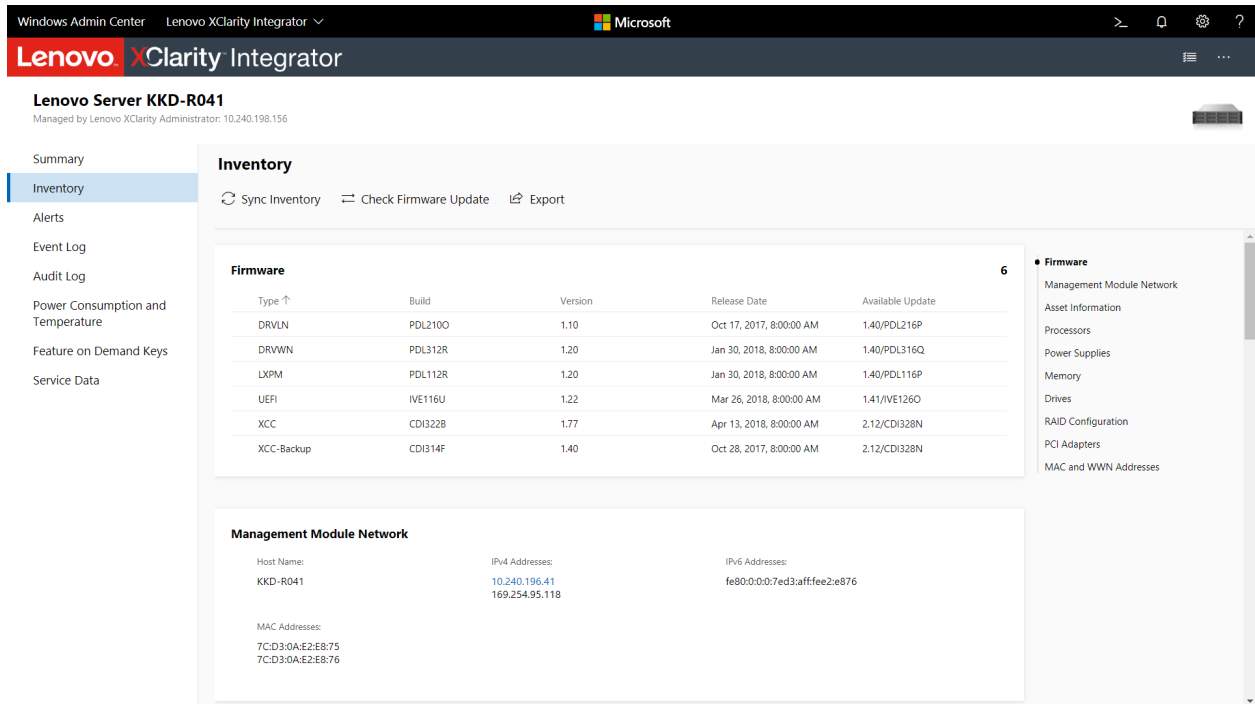 Windows Admin Center Lenovo XClarity Integrator Microsoft ?
Lenovo. XClarity™ Integrator
Lenovo Server KKD-R041
Managed by Lenovo XClarity Administrator: 10.240.198.156
Summary
Inventory
Alerts
Event Log
Audit Log
Power Consumption and
Temperature
Feature on Demand Keys
Service Data
Inventory
Sync Inventory Check Firmware Update Export
Firmware 6
Type Build Version Release Date Available Update
DRVLN PDL210O 1.10 Oct 17, 2017, 8:00:00 AM 1.40/PDL216P
DRVWN PDL312R 1.20 Jan 30, 2018, 8:00:00 AM 1.40/PDL316Q
LXPM PDL112R 1.20 Jan 30, 2018, 8:00:00 AM 1.40/PDL116P
UEFI IVE116U 1.22 Mar 26, 2018, 8:00:00 AM 1.41/IVE126O
XCC CDI322B 1.77 Apr 13, 2018, 8:00:00 AM 2.12/CDI328N
XCC-Backup CDI314F 1.40 Oct 28, 2017, 8:00:00 AM 2.12/CDI328N
Management Module Network
Host Name: IPv4 Addresses: IPv6 Addresses:
KKD-R041 10.240.196.41 fe80:0:0:0:7ed3:aff:fee2:e876
169.254.95.118
MAC Addresses:
7C:D3:0A:E2:E8:75
7C:D3:0A:E2:E8:76
Firmware
Management Module Network
Asset Information
Processors
Power Supplies
Memory
Drives
RAID Configuration
PCI Adapters
MAC and WWN Addresses